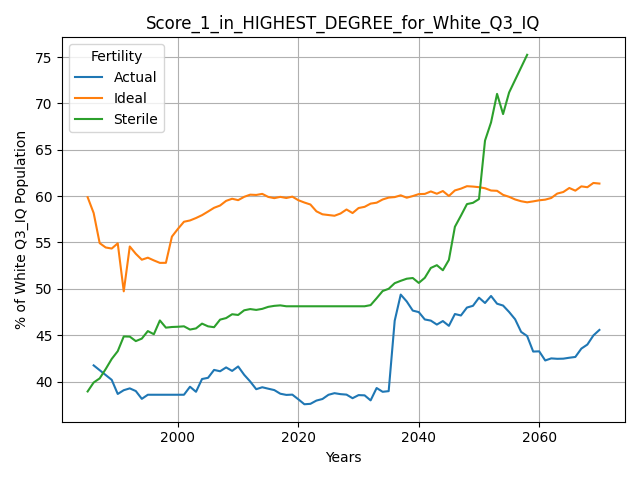 Score_1_in_HIGHEST_DEGREE_for_White_Q3_IQ
Fertility
Actual
Ideal
Sterile
% of White Q3_IQ Population
75
70
65
60
55
50
45
40
2000
2020
2040
2060
Years